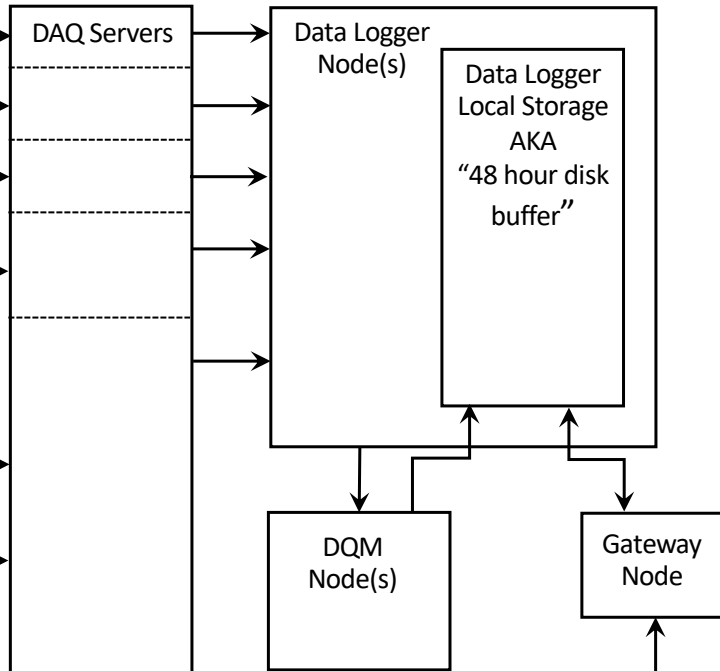 DAQ Servers
Data Logger
Node(s)
Data Logger
Local Storage
AKA
“48 hour disk
buffer”
DQM
Node(s)
Gateway
Node